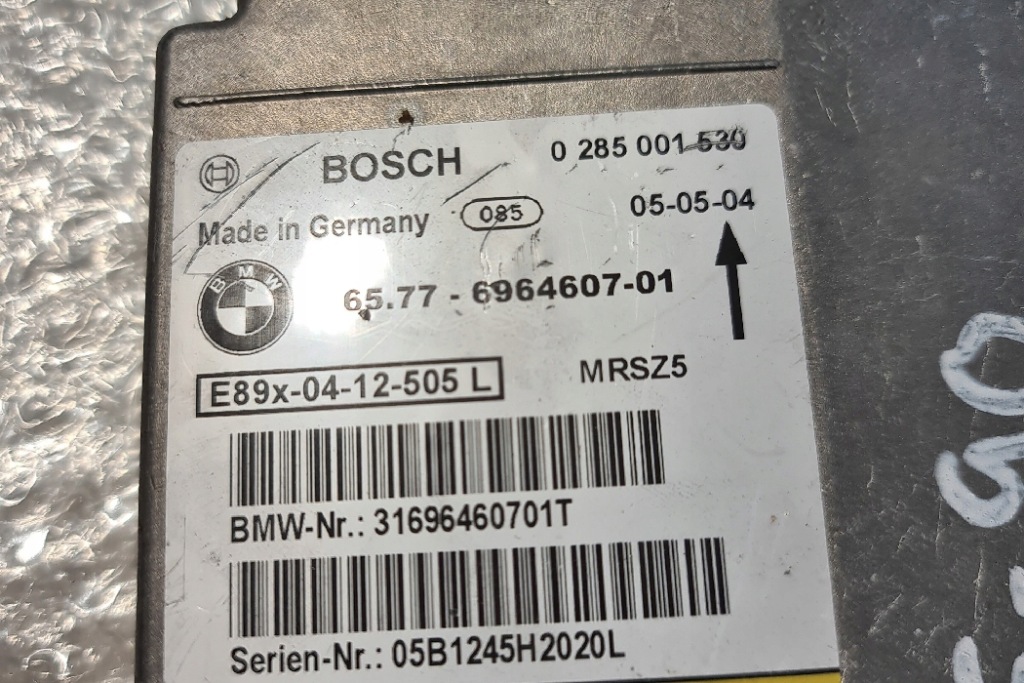 BOSCH 0 285 001 530
Made in Germany 085 05-05-04
BMW 65.77 - 6964607-01
E89x-04-12-505 L MRSZ5
BMW-Nr.: 31696460701T
Serien-Nr.: 05B1245H2020L